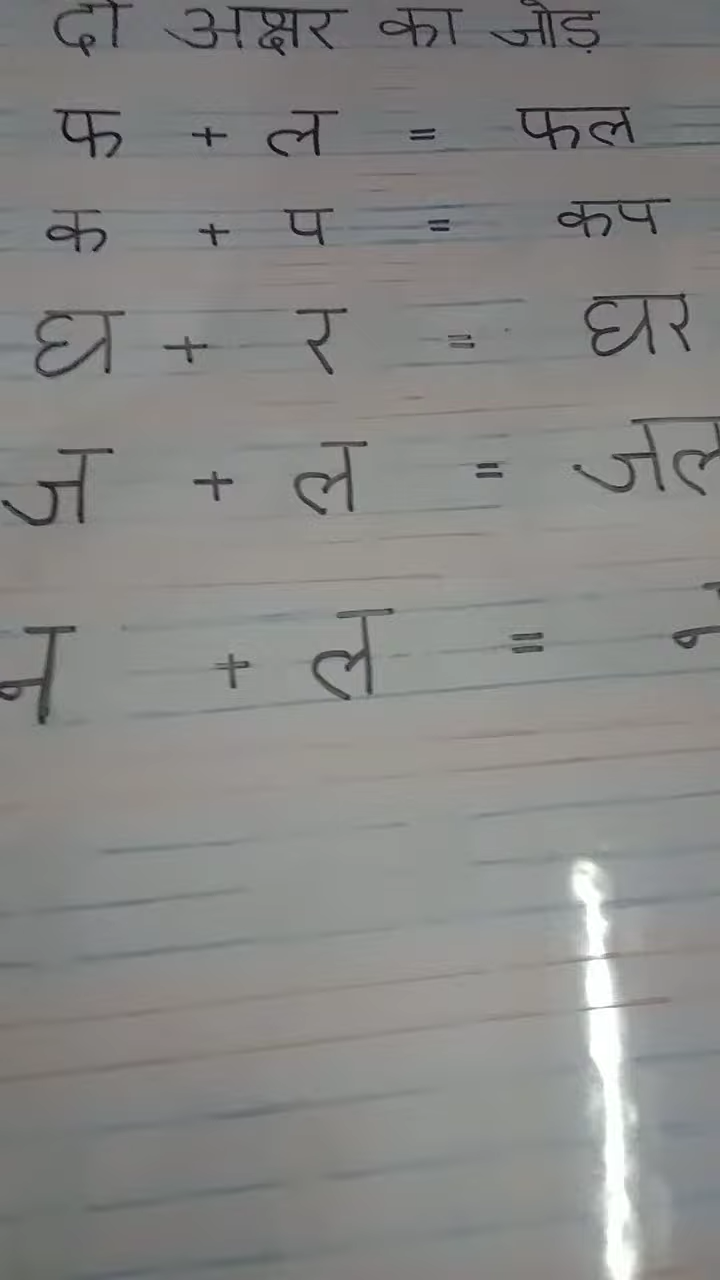 दो अक्षर का जोड़
फ + ल = फल
क + प = कप
घ + र = घर
ज + ल = जल
न + ल = न